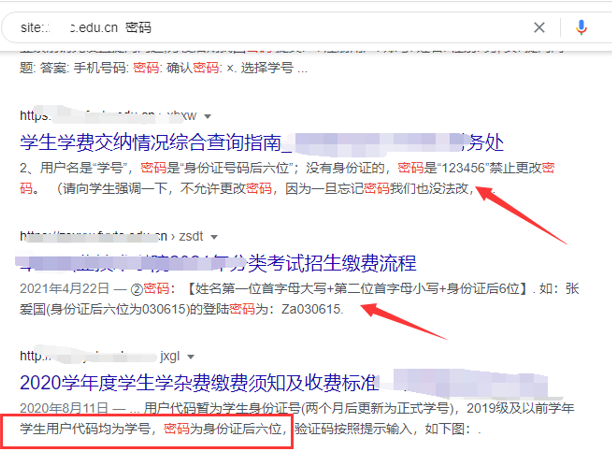 site: c.edu.cn 密码
题: 答案: 手机号码: 密码: 确认密码: ×. 选择学号 ...
学生学费交纳情况综合查询指南_ 务处
2、用户名是“学号”，密码是“身份证号码后六位”；没有身份证的，密码是“123456”禁止更改密
码。 （请向学生强调一下，不允许更改密码，因为一旦忘记密码我们也没法改，
edu.cn › zsdt
分类考试招生缴费流程
2021年4月22日 — ②密码：【姓名第一位首字母大写+第二位首字母小写+身份证后6位】. 如：张
爱国(身份证后六位为030615)的登陆密码为：Za030615.
http:/ jxgl
2020学年度学生学杂费缴费须知及收费标准
2020年8月11日 — ... 用户代码暂为学生身份证号(两个月后更新为正式学号)，2019级及以前学年
学生用户代码均为学号，密码为身份证后六位，验证码按照提示输入，如下图：.